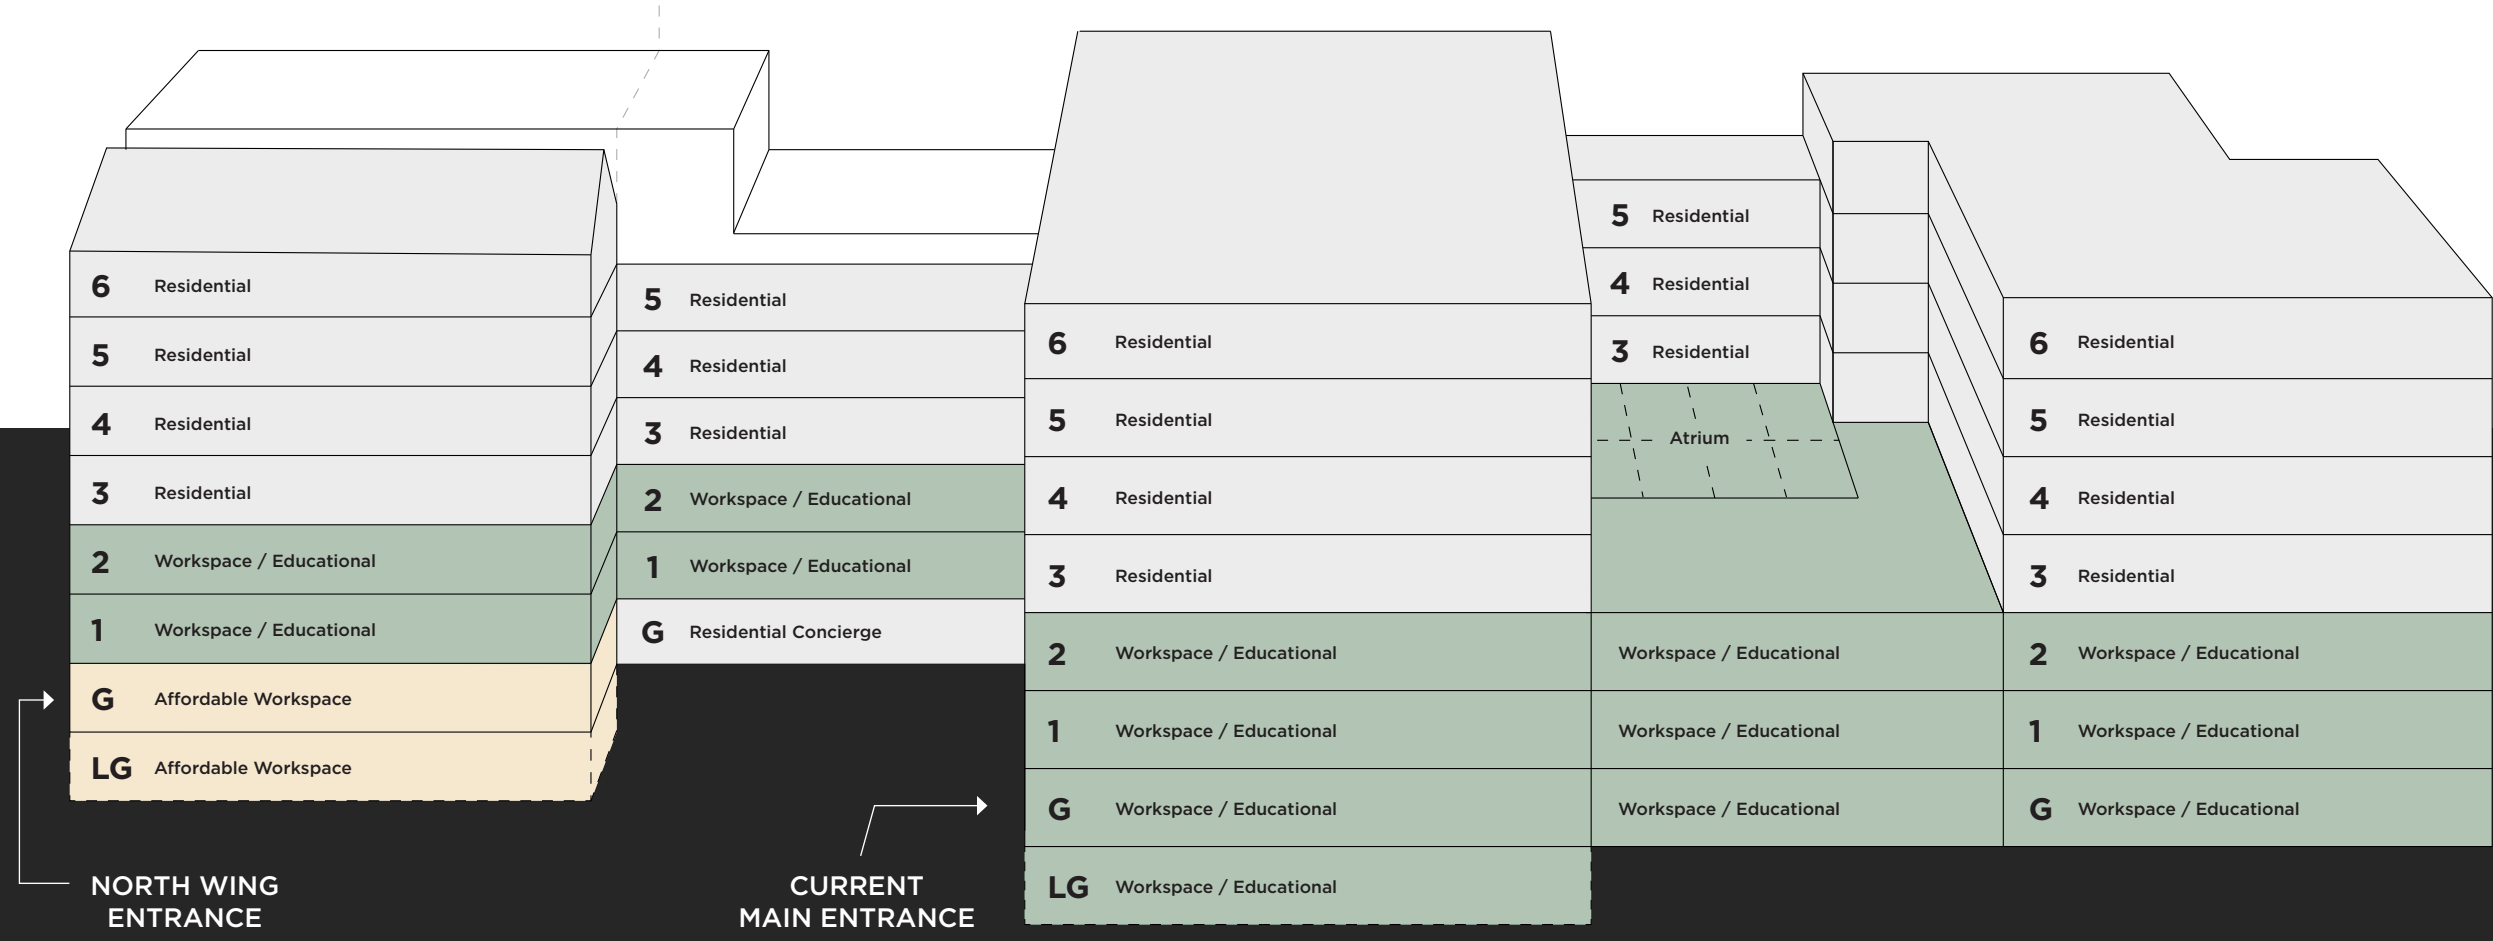 6 Residential
5 Residential
4 Residential
3 Residential
2 Workspace / Educational
1 Workspace / Educational
G Affordable Workspace
LG Affordable Workspace
NORTH WING
ENTRANCE
5 Residential
4 Residential
3 Residential
2 Workspace / Educational
1 Workspace / Educational
G Residential Concierge
CURRENT
MAIN ENTRANCE
6 Residential
5 Residential
4 Residential
3 Residential
2 Workspace / Educational
1 Workspace / Educational
G Workspace / Educational
LG Workspace / Educational
5 Residential
4 Residential
3 Residential
Atrium
Workspace / Educational
Workspace / Educational
Workspace / Educational
6 Residential
5 Residential
4 Residential
3 Residential
2 Workspace / Educational
1 Workspace / Educational
G Workspace / Educational